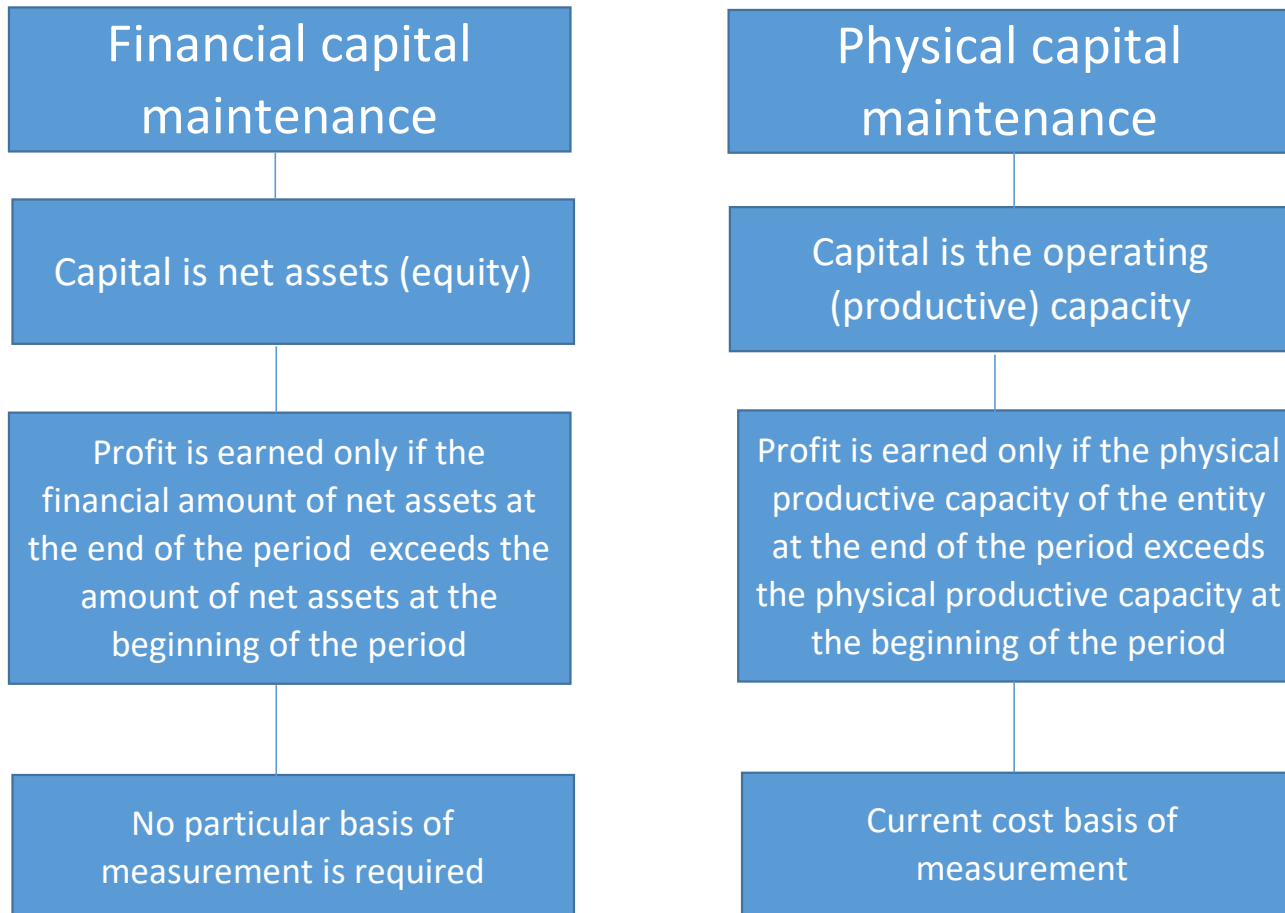 Financial capital
maintenance
Capital is net assets (equity)
Profit is earned only if the
financial amount of net assets at
the end of the period  exceeds the
amount of net assets at the
beginning of the period
No particular basis of
measurement is required
Physical capital
maintenance
Capital is the operating
(productive) capacity
Profit is earned only if the physical
productive capacity of the entity
at the end of the period exceeds
the physical productive capacity at
the beginning of the period
Current cost basis of
measurement